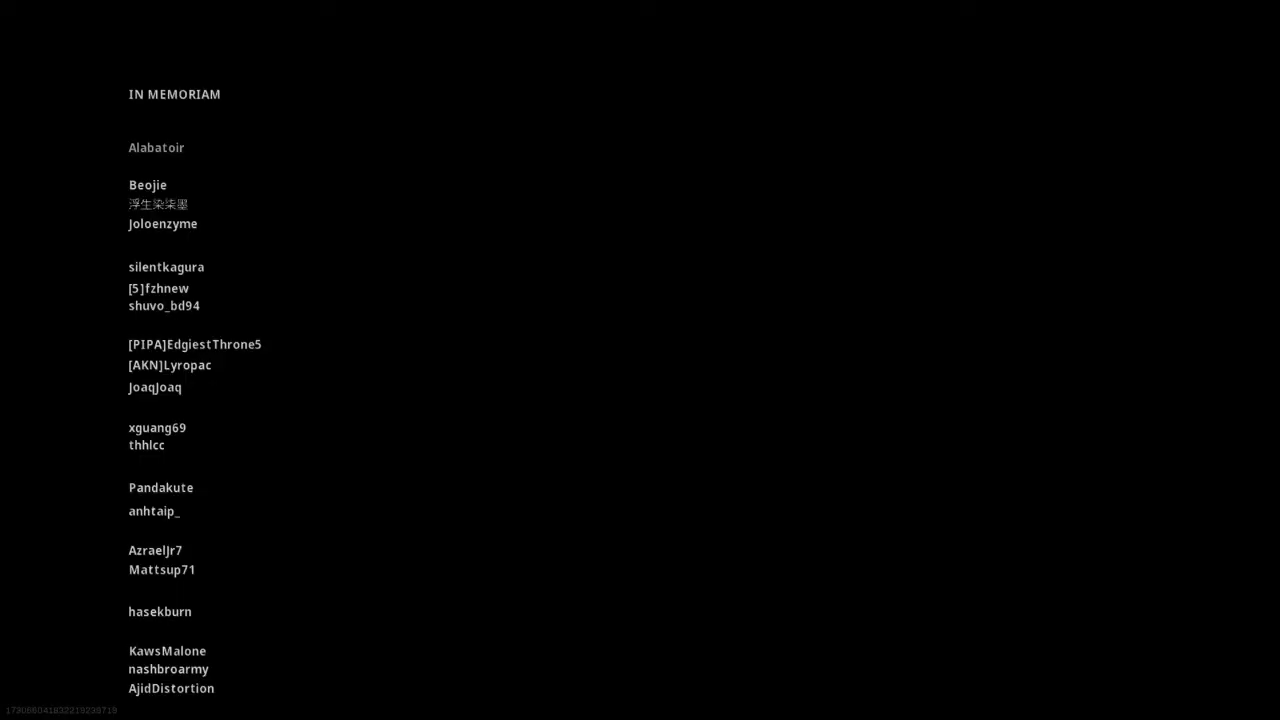 IN MEMORIAM
Alabatoir
Beojie
浮生染柒墨
Joloenzyme
silentkagura
[5]fzhnew
shuvo_bd94
[PIPA]EdgiestThrone5
[AKN]Lyropac
JoaqJoaq
xguang69
thhlcc
Pandakute
anhtaip_
AzraelJr7
Mattsup71
hasekburn
KawsMalone
nashbroarmy
AjidDistortion